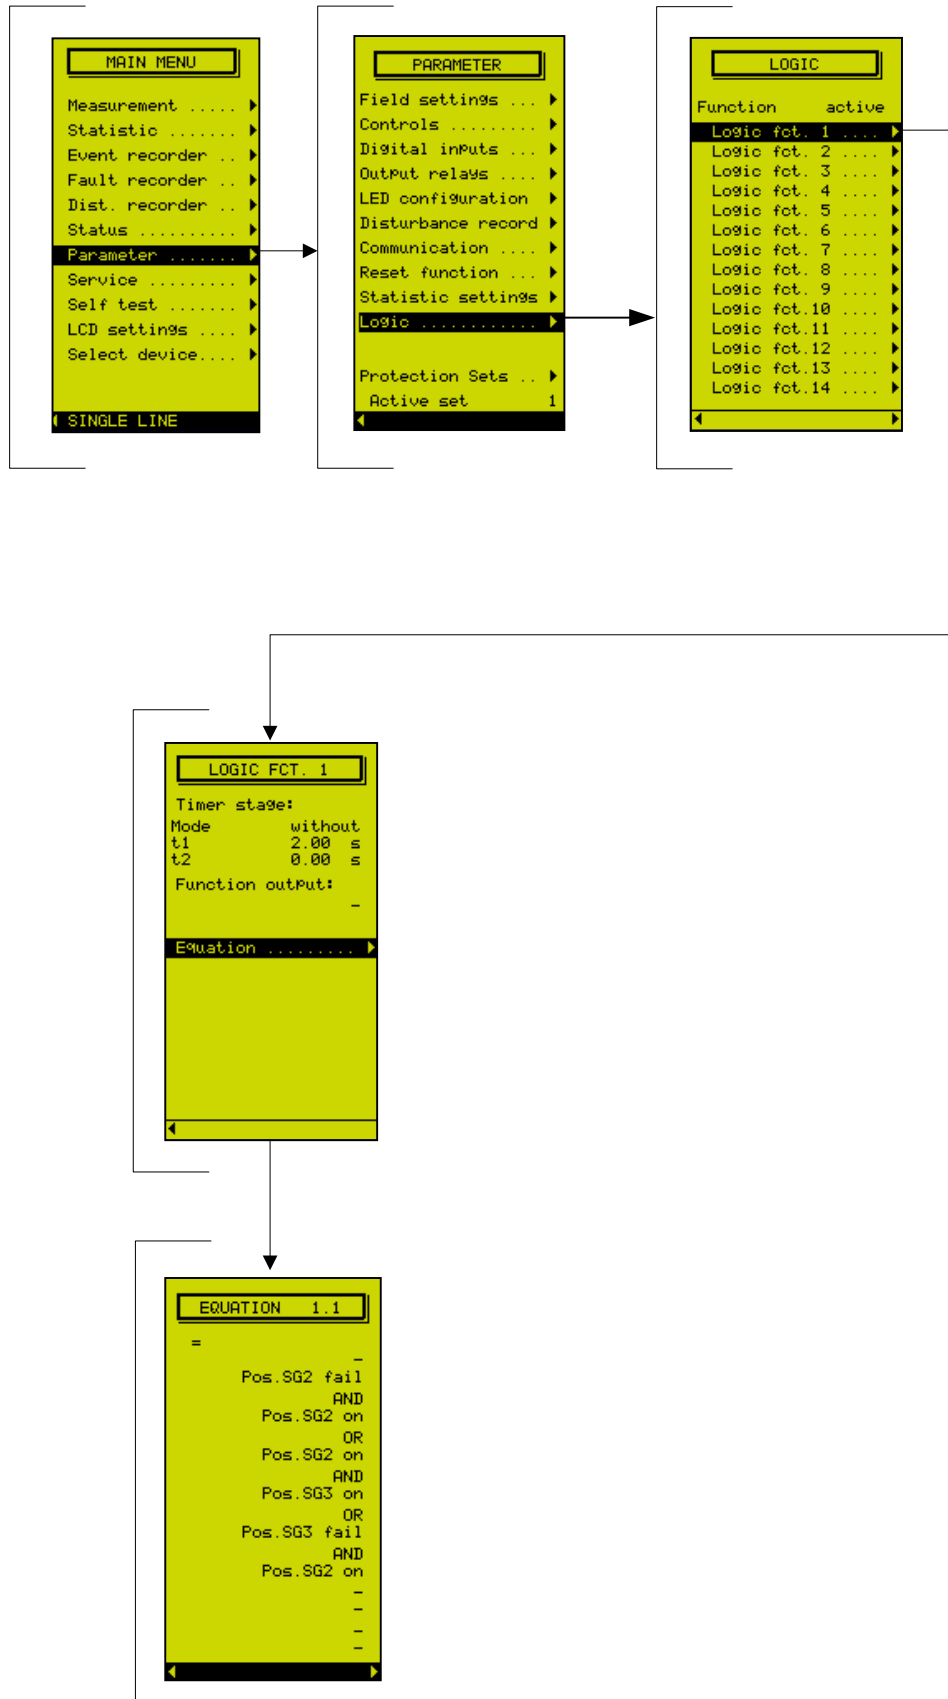 MAIN MENU
Measurement .....
Statistic .......
Event recorder ..
Fault recorder ..
Dist. recorder ..
Status ..........
Parameter .......
Service .........
Self test .......
LCD settings ....
Select device....
SINGLE LINE
PARAMETER
Field settings ...
Controls .........
Digital inputs ...
Output relays ....
LED configuration
Disturbance record
Communication ....
Reset function ...
Statistic settings
Logic ............
Protection Sets ..
Active set 1
LOGIC
Function active
Logic fct. 1 ....
Logic fct. 2 ....
Logic fct. 3 ....
Logic fct. 4 ....
Logic fct. 5 ....
Logic fct. 6 ....
Logic fct. 7 ....
Logic fct. 8 ....
Logic fct. 9 ....
Logic fct.10 ....
Logic fct.11 ....
Logic fct.12 ....
Logic fct.13 ....
Logic fct.14 ....
LOGIC FCT. 1
Timer stage:
Mode without
t1 2.00 s
t2 0.00 s
Function output:
–
Equation .........
EQUATION 1.1
=
–
Pos.SG2 fail
AND
Pos.SG2 on
OR
Pos.SG2 on
AND
Pos.SG3 on
OR
Pos.SG3 fail
AND
Pos.SG2 on
–
–
–
–